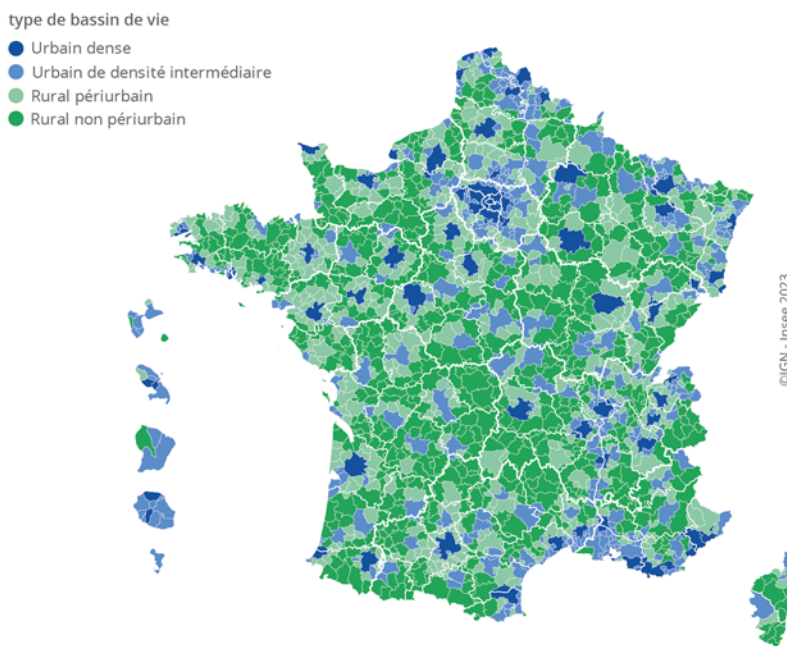 type de bassin de vie
Urbain dense
Urbain de densité intermédiaire
Rural périurbain
Rural non périurbain
©IGN - Insee 2023